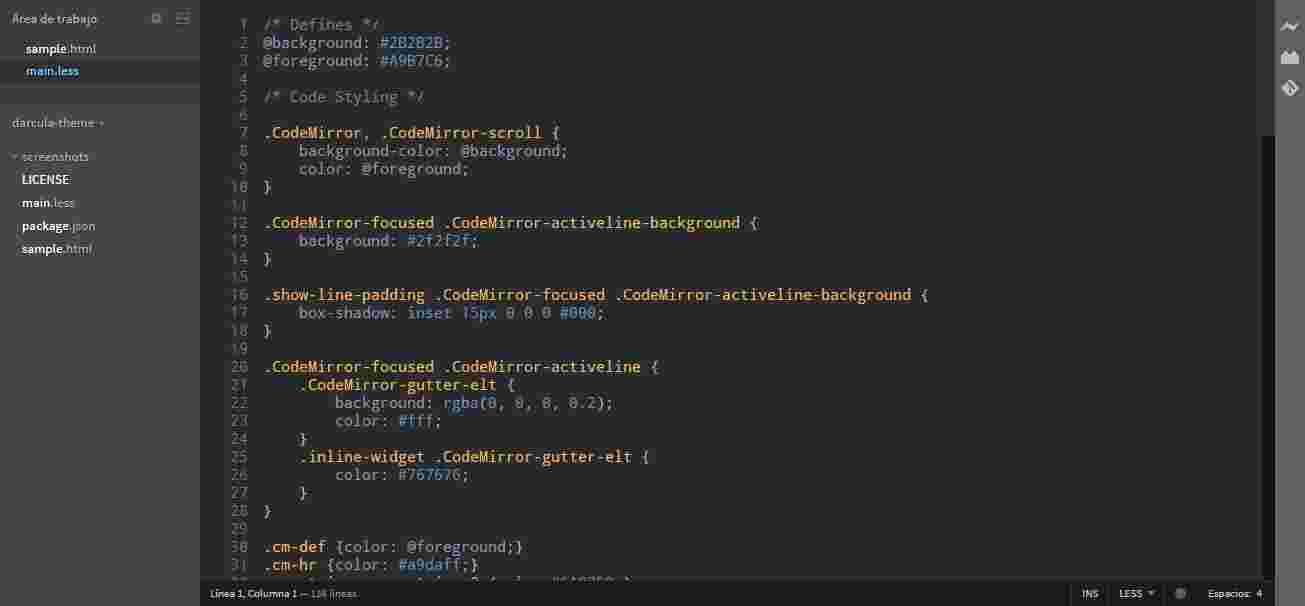 Área de trabajo
sample.html
main.less
darcula-theme
screenshots
LICENSE
main.less
package.json
sample.html
1 /* Defines */
2 @background: #2B2B2B;
3 @foreground: #A9B7C6;
4
5 /* Code Styling */
6
7 .CodeMirror, .CodeMirror-scroll {
8 background-color: @background;
9 color: @foreground;
10 }
11
12 .CodeMirror-focused .CodeMirror-activeline-background {
13 background: #2f2f2f;
14 }
15
16 .show-line-padding .CodeMirror-focused .CodeMirror-activeline-background {
17 box-shadow: inset 15px 0 0 0 #000;
18 }
19
20 .CodeMirror-focused .CodeMirror-activeline {
21 .CodeMirror-gutter-elt {
22 background: rgba(0, 0, 0, 0.2);
23 color: #fff;
24 }
25 .inline-widget .CodeMirror-gutter-elt {
26 color: #767676;
27 }
28 }
29
30 .cm-def {color: @foreground;}
31 .cm-hr {color: #a9daff;}
Línea 1, Columna 1 — 134 líneas
INS
LESS
Espacios: 4